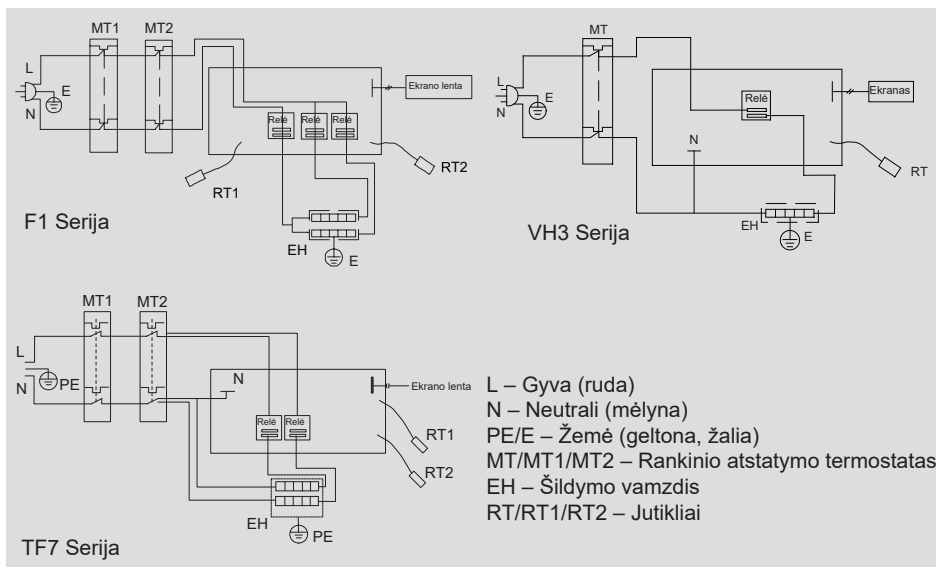 MT1 MT2
L
E
N
Ekrano lenta
Relė Relė Relė
RT1
RT2
EH
E
F1 Serija
MT
L
E
N
Relė
Ekranas
N
RT
EH
E
VH3 Serija
MT1 MT2
L
N
PE
N
Ekrano lenta
Relė Relė
RT1
RT2
EH
PE
TF7 Serija
L – Gyva (ruda)
N – Neutrali (mėlyna)
PE/E – Žemė (geltona, žalia)
MT/MT1/MT2 – Rankinio atstatymo termostatas
EH – Šildymo vamzdis
RT/RT1/RT2 – Jutikliai